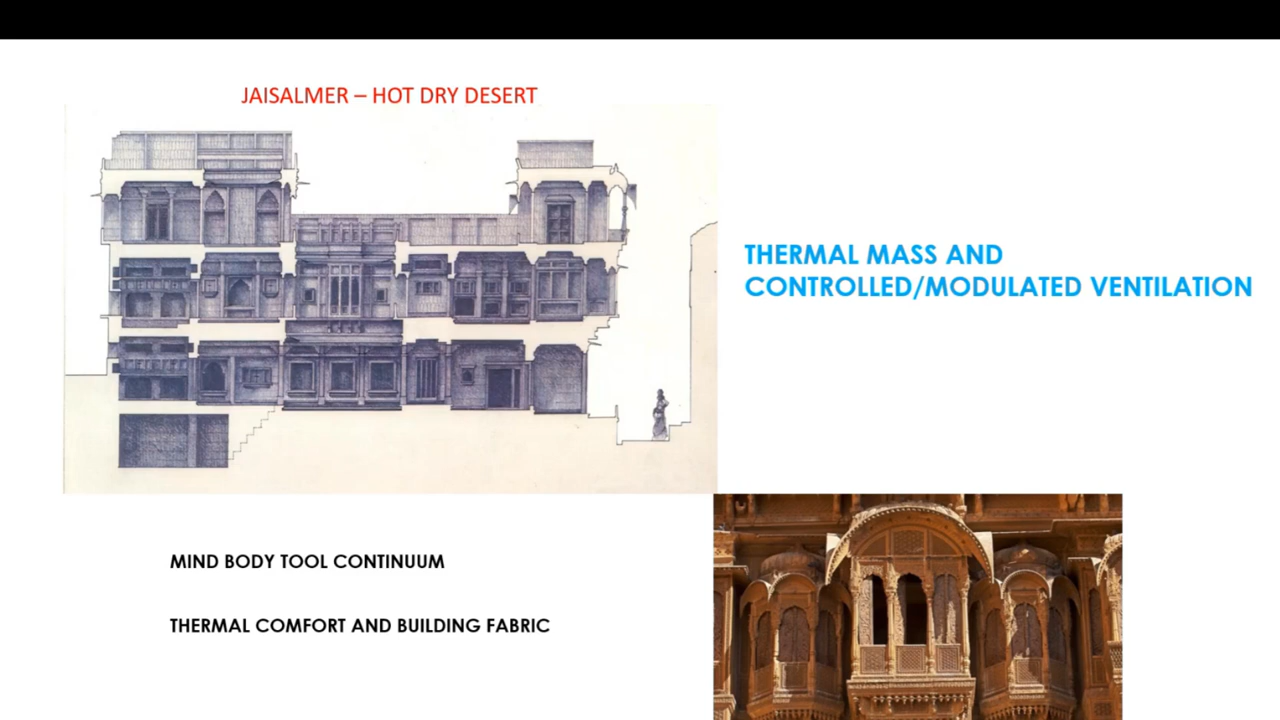 JAISALMER – HOT DRY DESERT
THERMAL MASS AND
CONTROLLED/MODULATED VENTILATION
MIND BODY TOOL CONTINUUM
THERMAL COMFORT AND BUILDING FABRIC